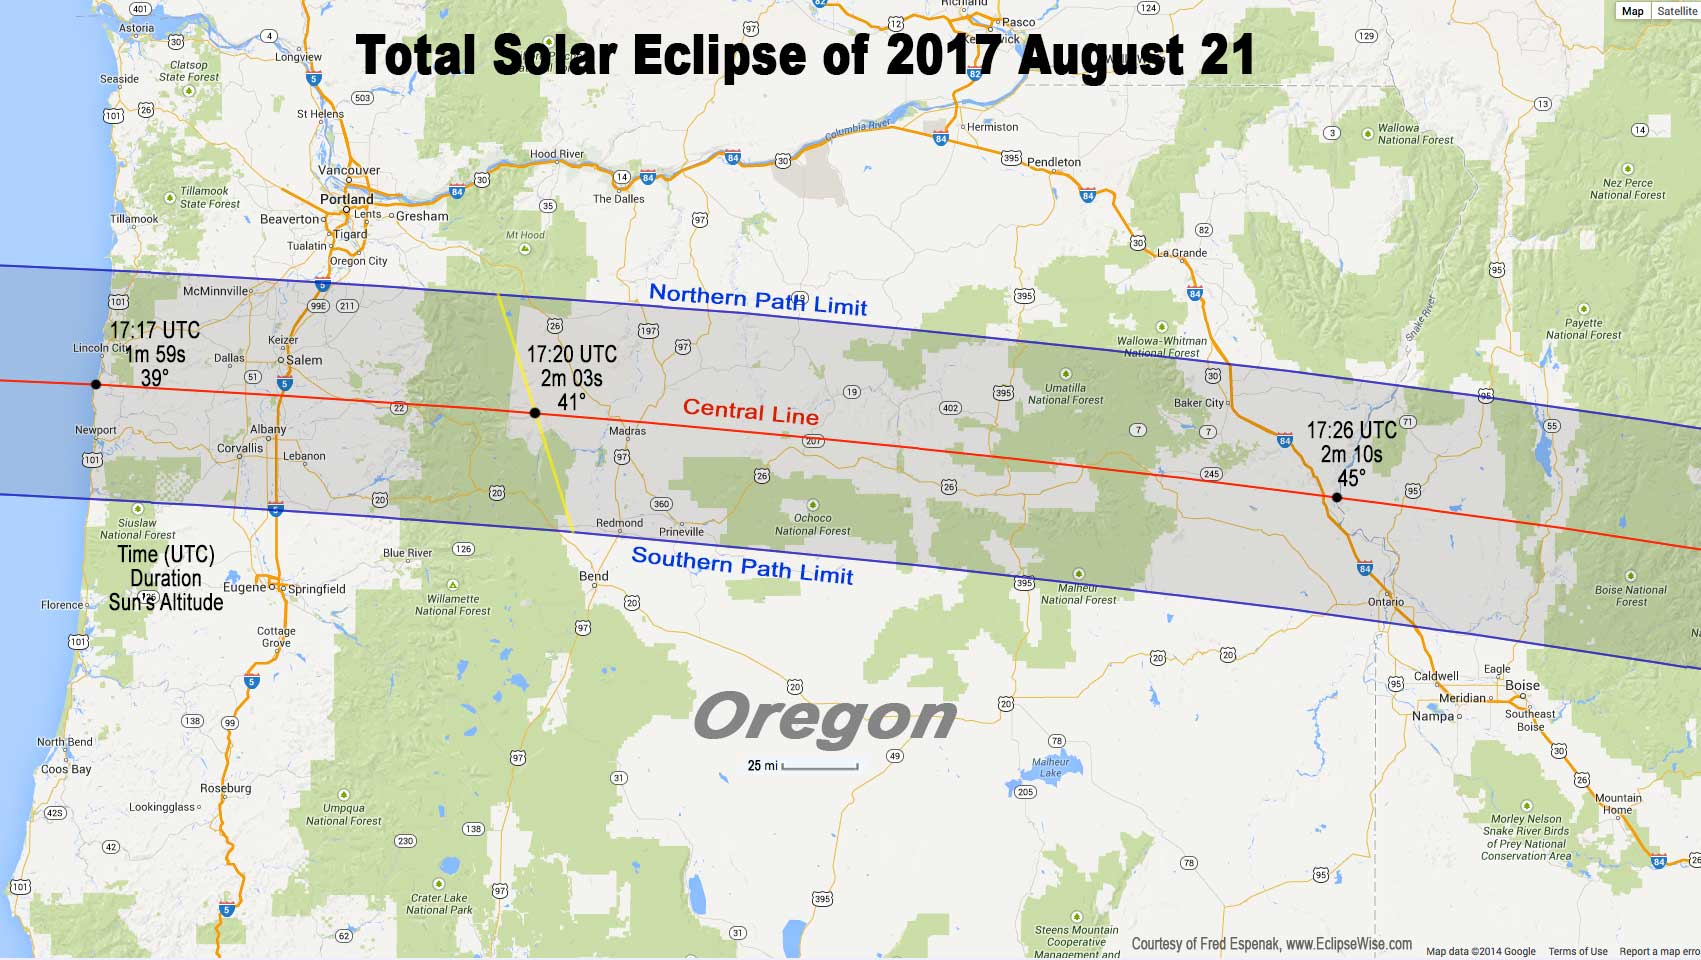 Total Solar Eclipse of 2017 August 21
Map
Satellite
Astoria
Seaside
Clatsop
State Forest
Longview
St Helens
Vancouver
Portland
Beaverton
Lents
Gresham
Tigard
Tualatin
Oregon City
Tillamook
State Forest
Tillamook
Hood River
The Dalles
Mt Hood
Columbia River
Richland
Pasco
Hermiston
Pendleton
La Grande
Wallowa
National Forest
Nez Perce
National Forest
Payette
National Forest
Snake River
McMinnville
Northern Path Limit
17:17 UTC
1m 59s
39°
Lincoln City
Dallas
Keizer
Salem
17:20 UTC
2m 03s
41°
Wallowa-Whitman
National Forest
Umatilla
National Forest
Baker City
Central Line
17:26 UTC
2m 10s
45°
Newport
Albany
Corvallis
Lebanon
Madras
Siuslaw
National Forest
Redmond
Prineville
Ochoco
National Forest
Southern Path Limit
Time (UTC)
Duration
Sun's Altitude
Blue River
Eugene
Springfield
Florence
Willamette
National Forest
Bend
Malheur
National Forest
Ontario
Boise National
Forest
Cottage
Grove
Caldwell
Eagle
Boise
Meridian
Nampa
Southeast
Boise
Oregon
25 mi
Malheur
Lake
North Bend
Coos Bay
Roseburg
Lookingglass
Umpqua
National Forest
Crater Lake
National Park
Mountain
Home
Morley Nelson
Snake River Birds
of Prey National
Conservation Area
Steens Mountain
Cooperative
Management and
Courtesy of Fred Espenak, www.EclipseWise.com
Map data ©2014 Google
Terms of Use
Report a map erro